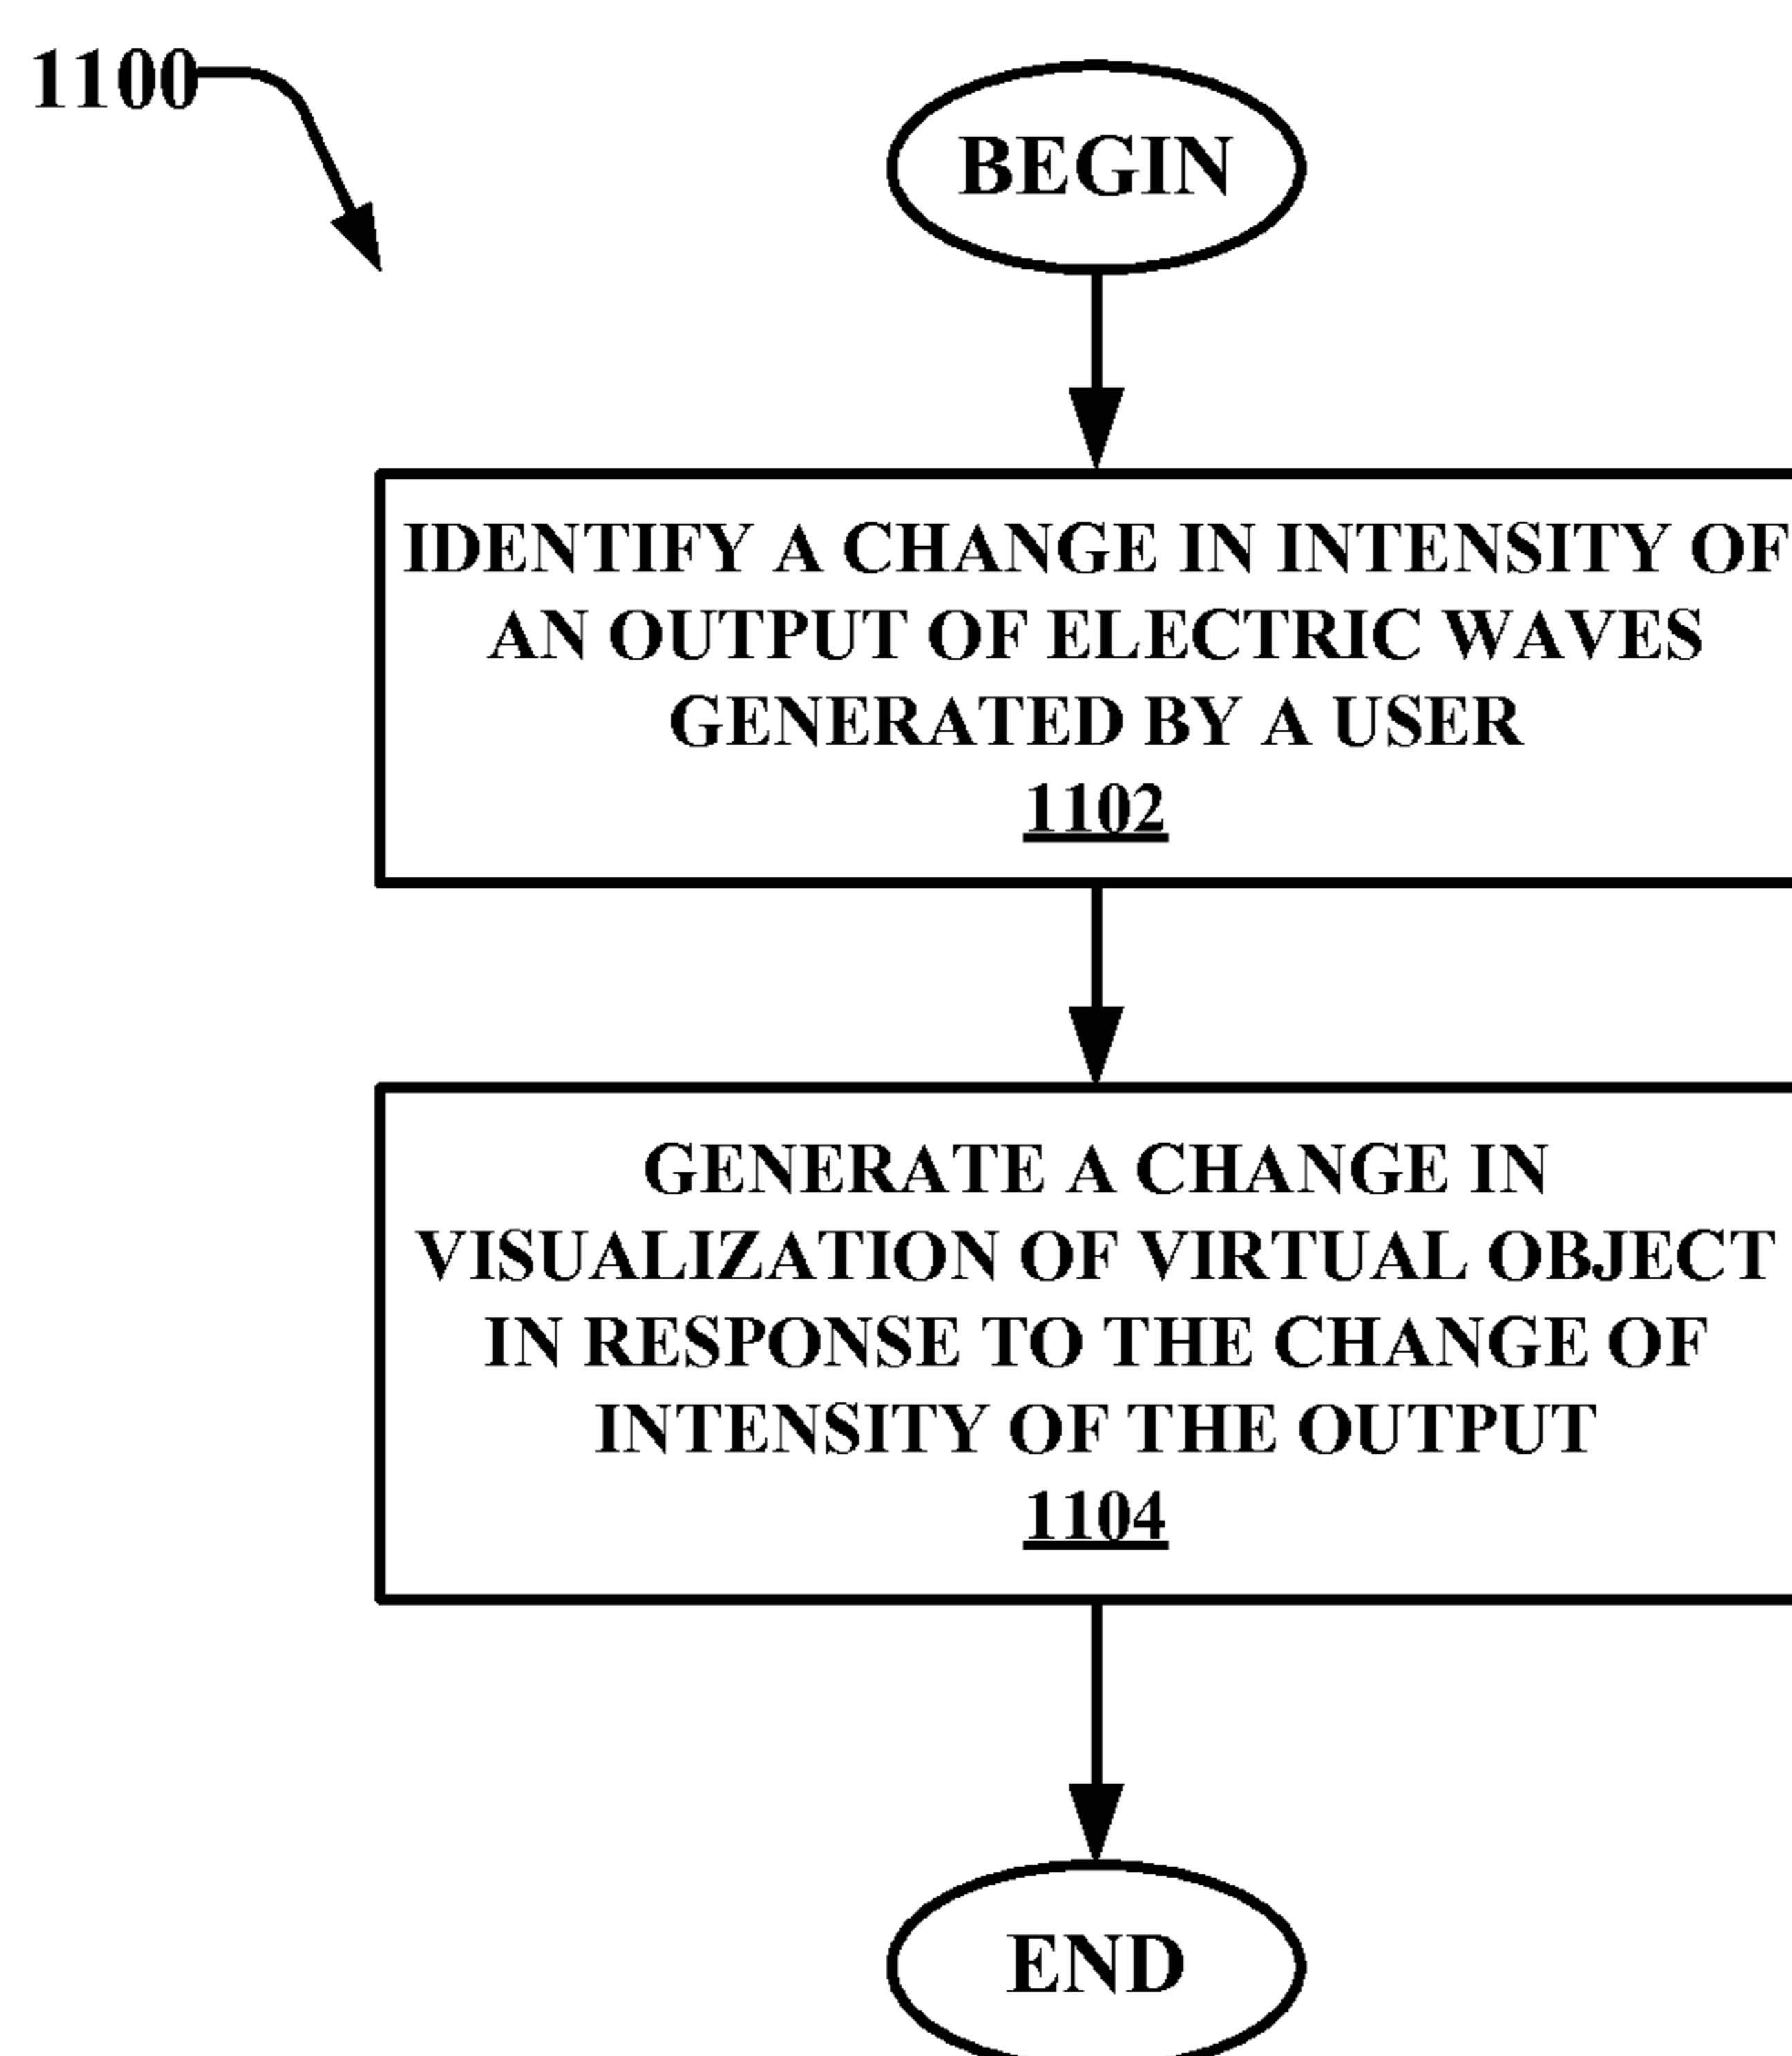 1100
BEGIN
IDENTIFY A CHANGE IN INTENSITY OF
AN OUTPUT OF ELECTRIC WAVES
GENERATED BY A USER
1102
GENERATE A CHANGE IN
VISUALIZATION OF VIRTUAL OBJECT
IN RESPONSE TO THE CHANGE OF
INTENSITY OF THE OUTPUT
1104
END